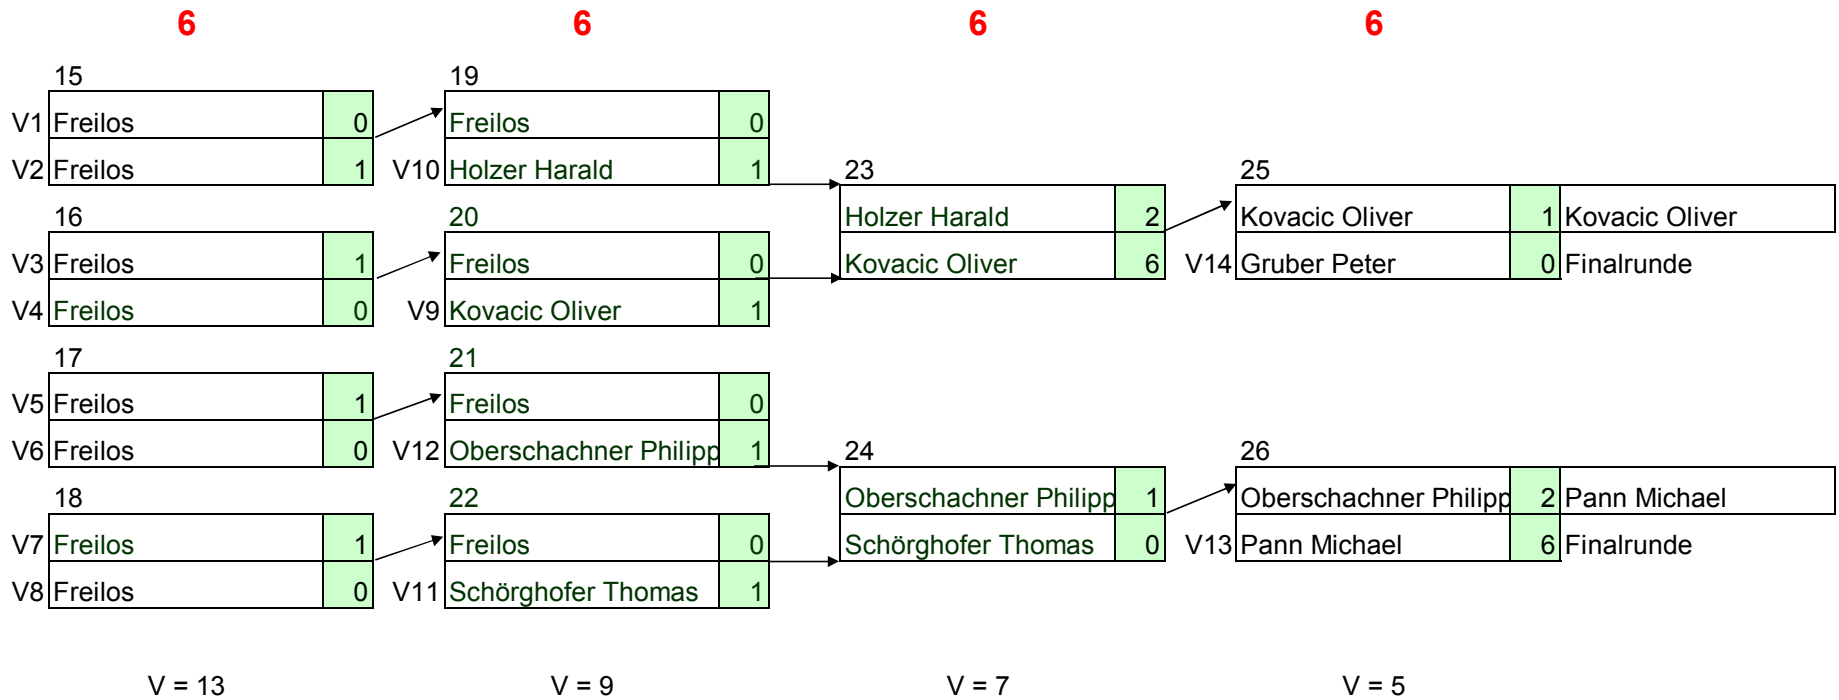 6 6 6 6
15 19
V1 Freilos 0 Freilos 0
V2 Freilos 1 V10 Holzer Harald 1 23 25
16 20 Holzer Harald 2 Kovacic Oliver 1 Kovacic Oliver
V3 Freilos 1 Freilos 0 Kovacic Oliver 6 V14 Gruber Peter 0 Finalrunde
V4 Freilos 0 V9 Kovacic Oliver 1
17 21
V5 Freilos 1 Freilos 0
V6 Freilos 0 V12 Oberschachner Philipp 1 24 26
18 22 Oberschachner Philipp 1 Oberschachner Philipp 2 Pann Michael
V7 Freilos 1 Freilos 0 Schörghofer Thomas 0 V13 Pann Michael 6 Finalrunde
V8 Freilos 0 V11 Schörghofer Thomas 1
V = 13 V = 9 V = 7 V = 5